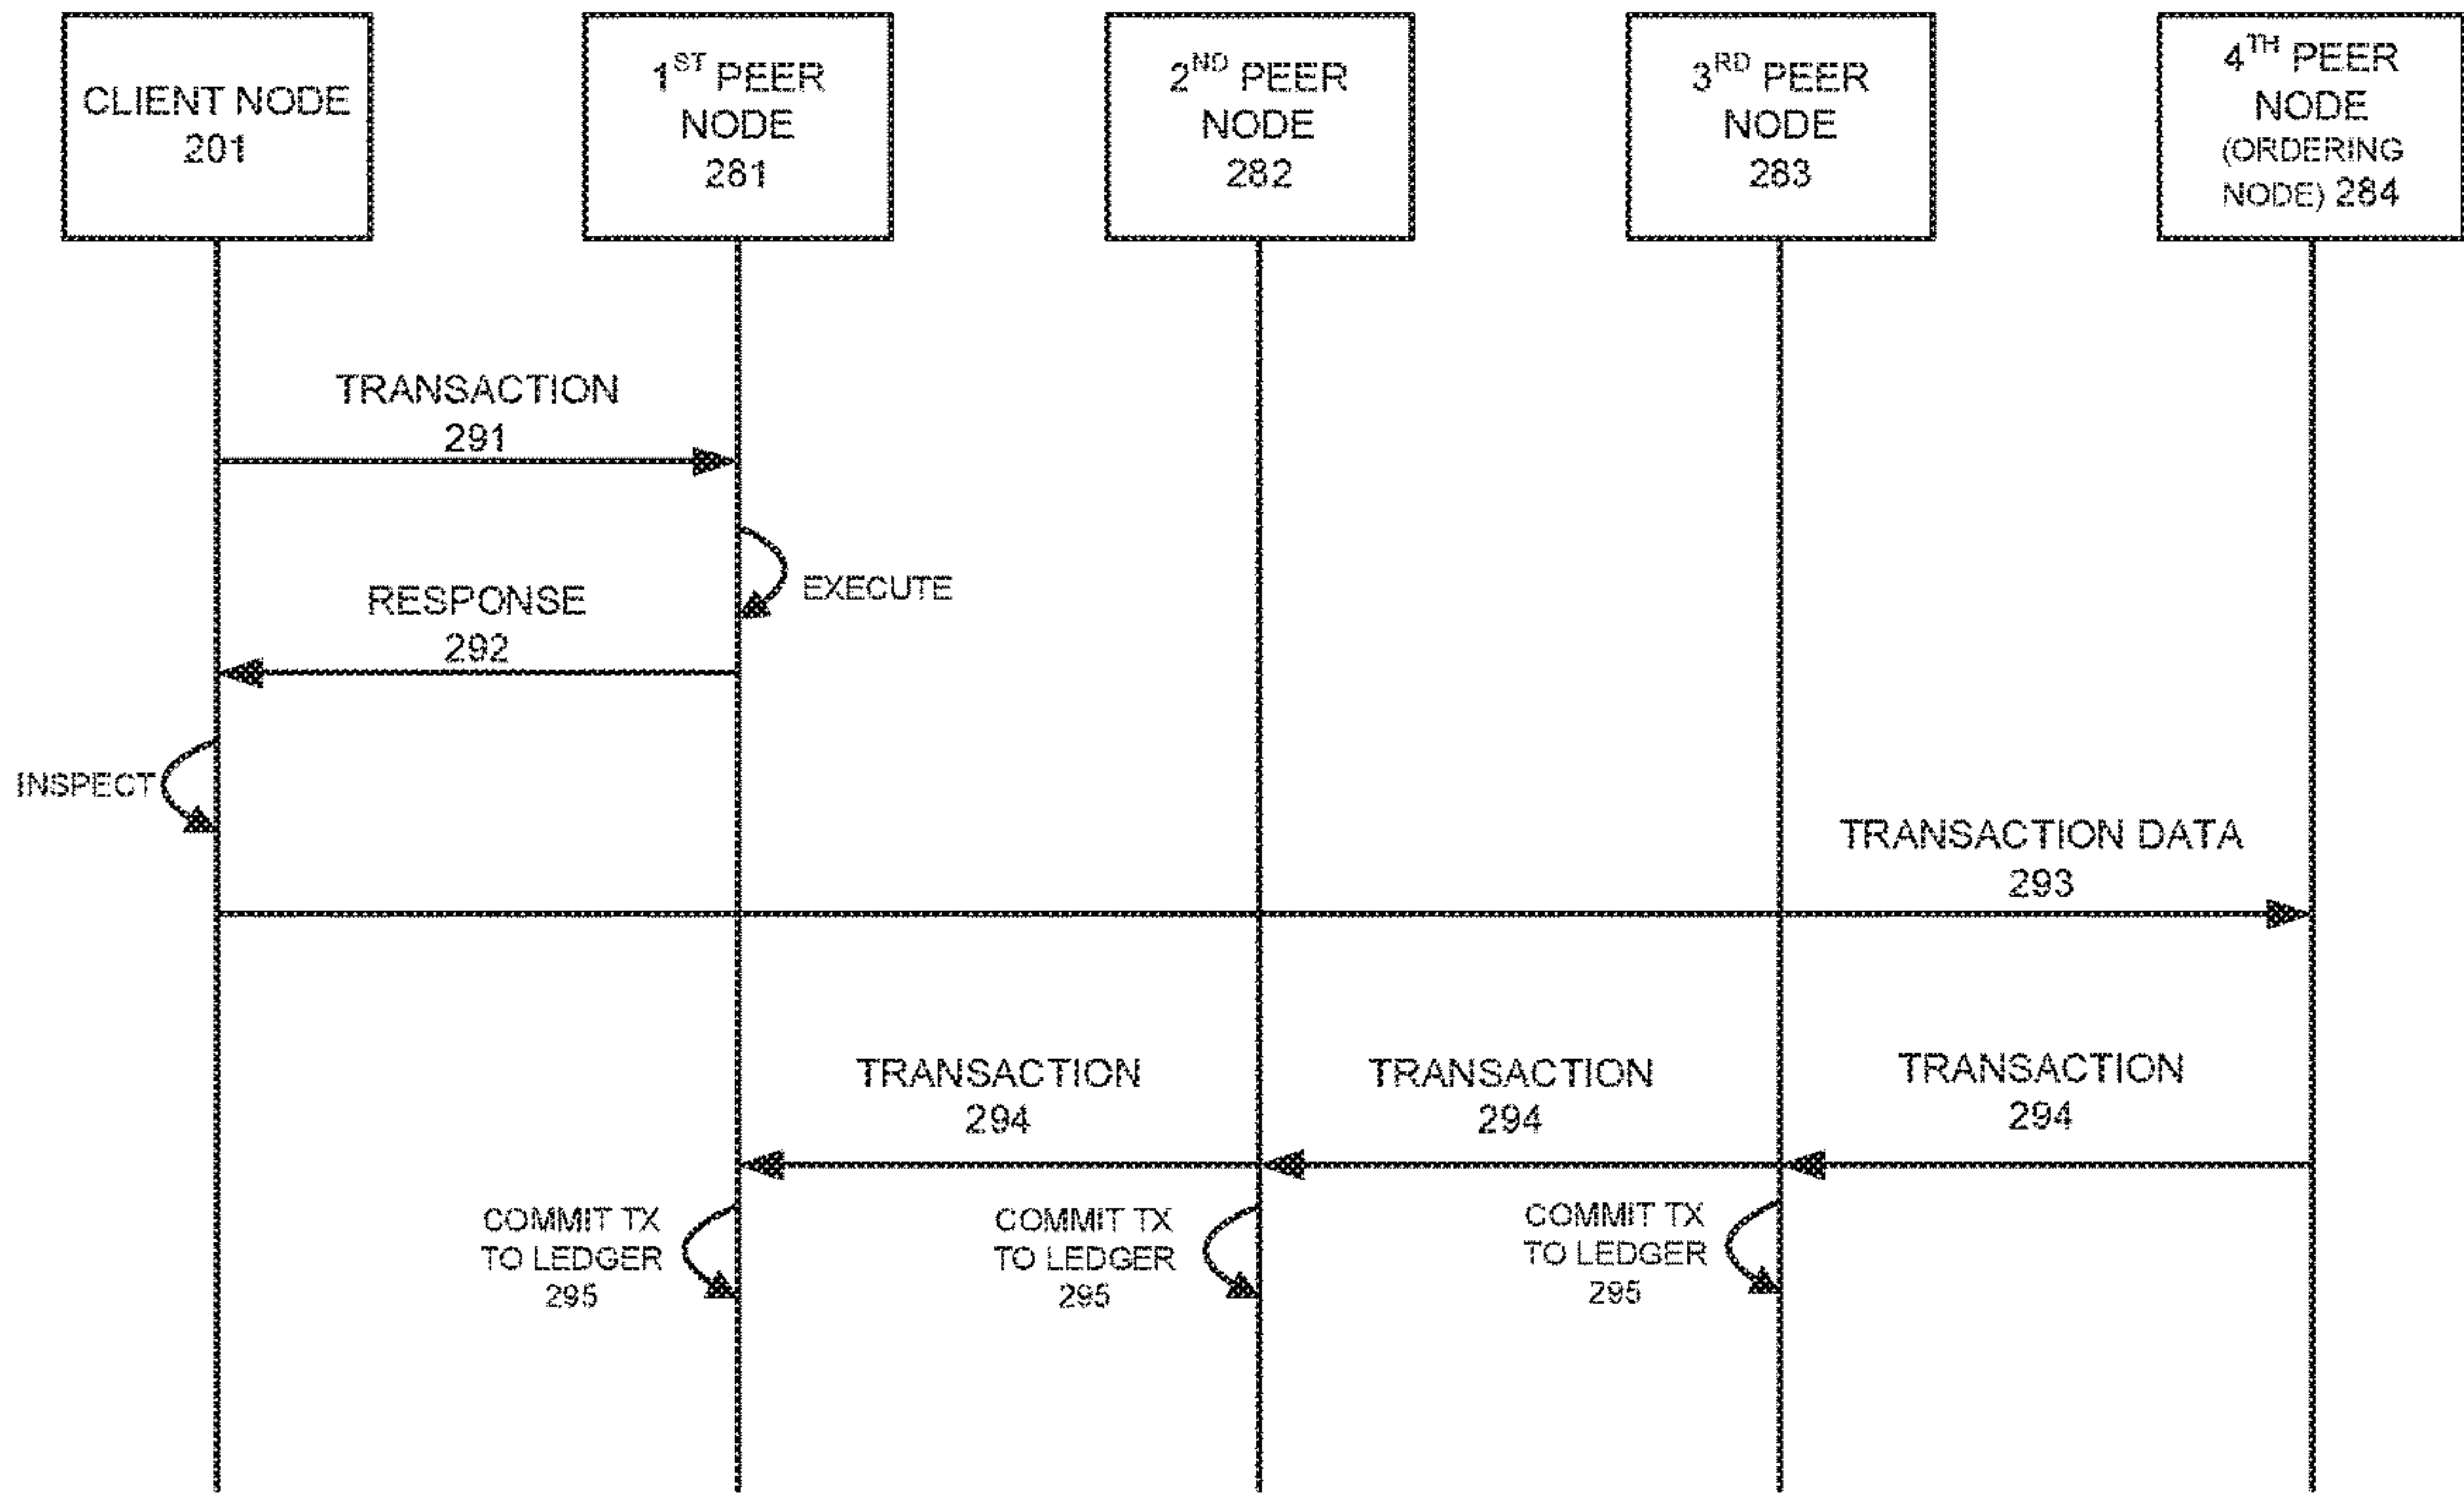 CLIENT NODE
201
1ST PEER
NODE
281
2ND PEER
NODE
282
3RD PEER
NODE
283
4TH PEER
NODE
(ORDERING
NODE) 284
TRANSACTION
291
EXECUTE
RESPONSE
292
INSPECT
TRANSACTION DATA
293
TRANSACTION
294
TRANSACTION
294
TRANSACTION
294
COMMIT TX
TO LEDGER
295
COMMIT TX
TO LEDGER
295
COMMIT TX
TO LEDGER
295